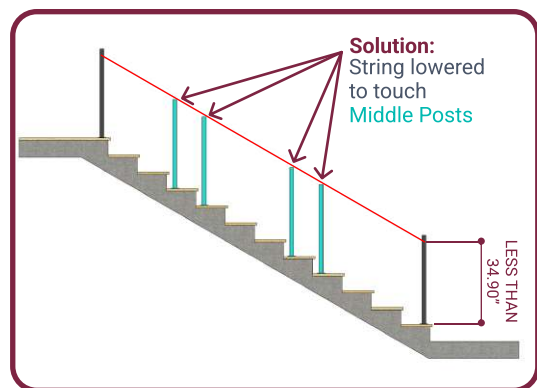 Solution:
String lowered
to touch
Middle Posts
LESS THAN
34.90”